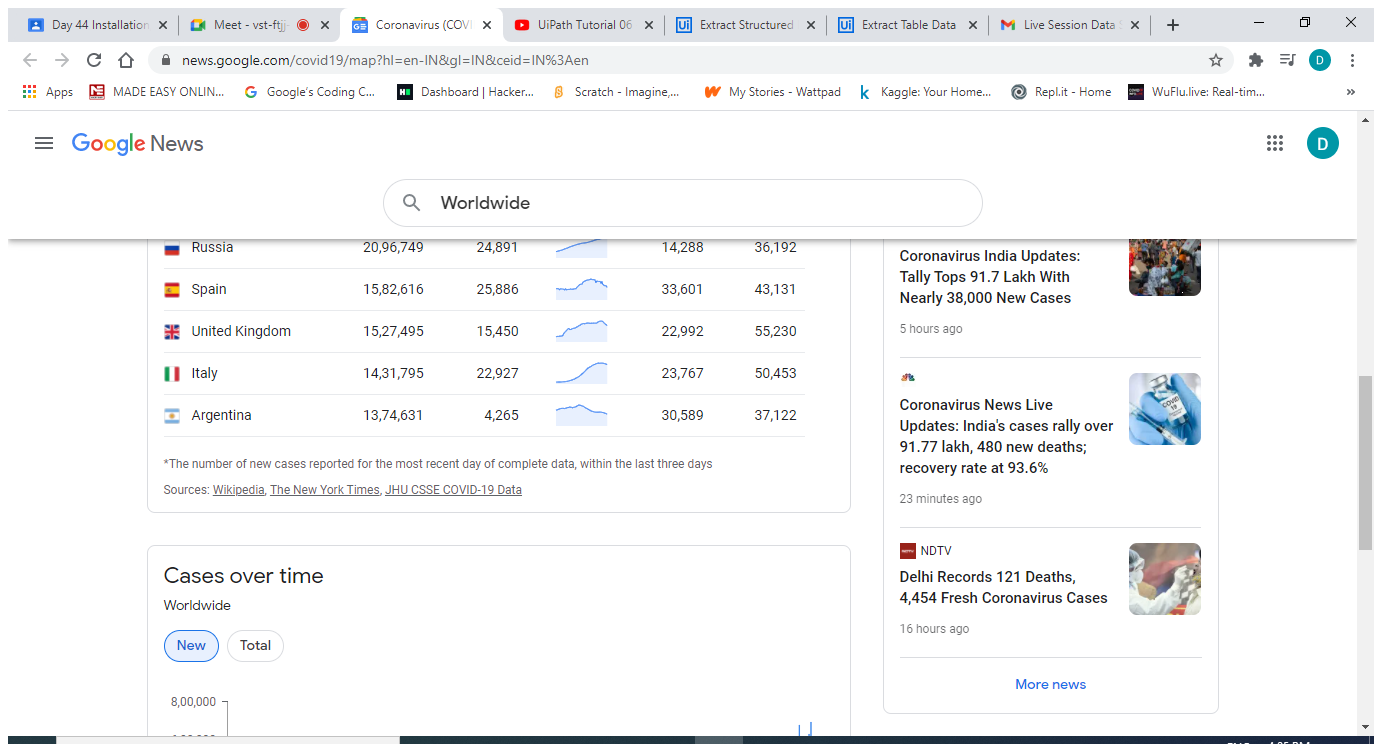 Day 44 Installation
Meet - vst-ftjj-
Coronavirus (COVI
UiPath Tutorial 06
Extract Structured
Extract Table Data
Live Session Data S
news.google.com/covid19/map?hl=en-IN&gl=IN&ceid=IN%3Aen
D
Apps
MADE EASY ONLIN...
Google's Coding C...
Dashboard | Hacker...
Scratch - Imagine,...
My Stories - Wattpad
Kaggle: Your Home...
Repl.it - Home
WuFlu.live: Real-tim...
»
Google News
D
Worldwide
Russia 20,96,749 24,891 14,288 36,192
Spain 15,82,616 25,886 33,601 43,131
United Kingdom 15,27,495 15,450 22,992 55,230
Italy 14,31,795 22,927 23,767 50,453
Argentina 13,74,631 4,265 30,589 37,122
*The number of new cases reported for the most recent day of complete data, within the last three days
Sources: Wikipedia, The New York Times, JHU CSSE COVID-19 Data
Cases over time
Worldwide
New
Total
8,00,000
Coronavirus India Updates:
Tally Tops 91.7 Lakh With
Nearly 38,000 New Cases
5 hours ago
Coronavirus News Live
Updates: India's cases rally over
91.77 lakh, 480 new deaths;
recovery rate at 93.6%
23 minutes ago
NDTV
Delhi Records 121 Deaths,
4,454 Fresh Coronavirus Cases
16 hours ago
More news